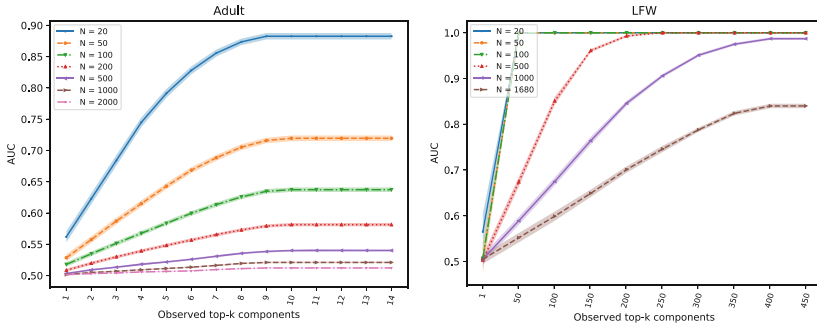 Adult
AUC
0.90
0.85
0.80
0.75
0.70
0.65
0.60
0.55
0.50
N = 20
N = 50
N = 100
N = 200
N = 500
N = 1000
N = 2000
1 2 3 4 5 6 7 8 9 10 11 12 13 14
Observed top-k components
LFW
AUC
1.0
0.9
0.8
0.7
0.6
0.5
N = 20
N = 50
N = 100
N = 500
N = 1000
N = 1680
1 50 100 150 200 250 300 350 400 450
Observed top-k components